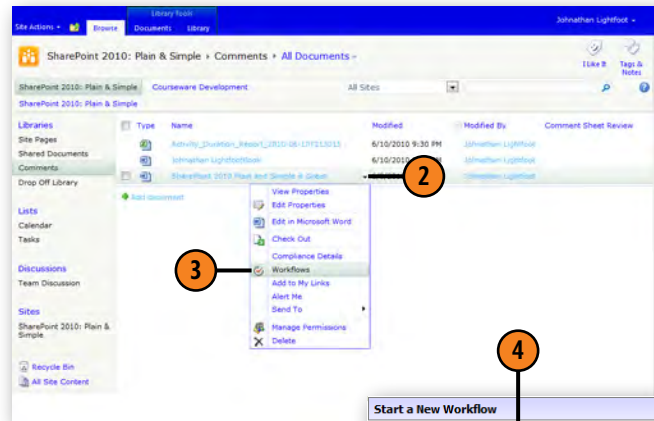 Library Tools
Johnathan Lightfoot
Site Actions
Browse
Documents
Library
SharePoint 2010: Plain & Simple › Comments › All Documents
I Like It
Tags & Notes
SharePoint 2010: Plain & Simple
Courseware Development
All Sites
SharePoint 2010: Plain & Simple
Libraries
Site Pages
Shared Documents
Comments
Drop Off Library
Lists
Calendar
Tasks
Discussions
Team Discussion
Sites
SharePoint 2010: Plain &
Simple
Recycle Bin
All Site Content
Type
Name
Modified
Modified By
Comment Sheet Review
6/10/2010 9:30 PM
Johnathan Lightfoot
6/10/2010
Johnathan Lightfoot
SharePoint 2010 Plain and Simple
Johnathan Lightfoot
Add document
2
View Properties
Edit Properties
Edit in Microsoft Word
Check Out
Compliance Details
3
Workflows
Add to My Links
Alert Me
Send To
Manage Permissions
Delete
4
Start a New Workflow